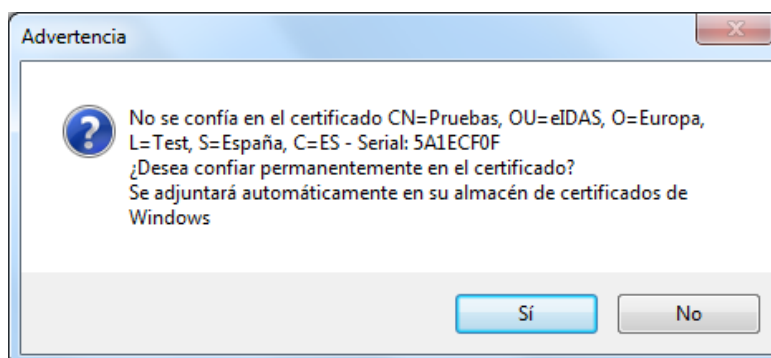 Advertencia
No se confía en el certificado CN=Pruebas, OU=eIDAS, O=Europa,
L=Test, S=España, C=ES - Serial: 5A1ECF0F
¿Desea confiar permanentemente en el certificado?
Se adjuntará automáticamente en su almacén de certificados de
Windows
Sí
No